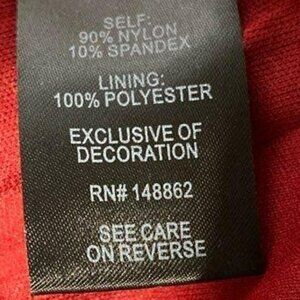 SELF:
90% NYLON
10% SPANDEX
LINING:
100% POLYESTER
EXCLUSIVE OF
DECORATION
RN# 148862
SEE CARE
ON REVERSE